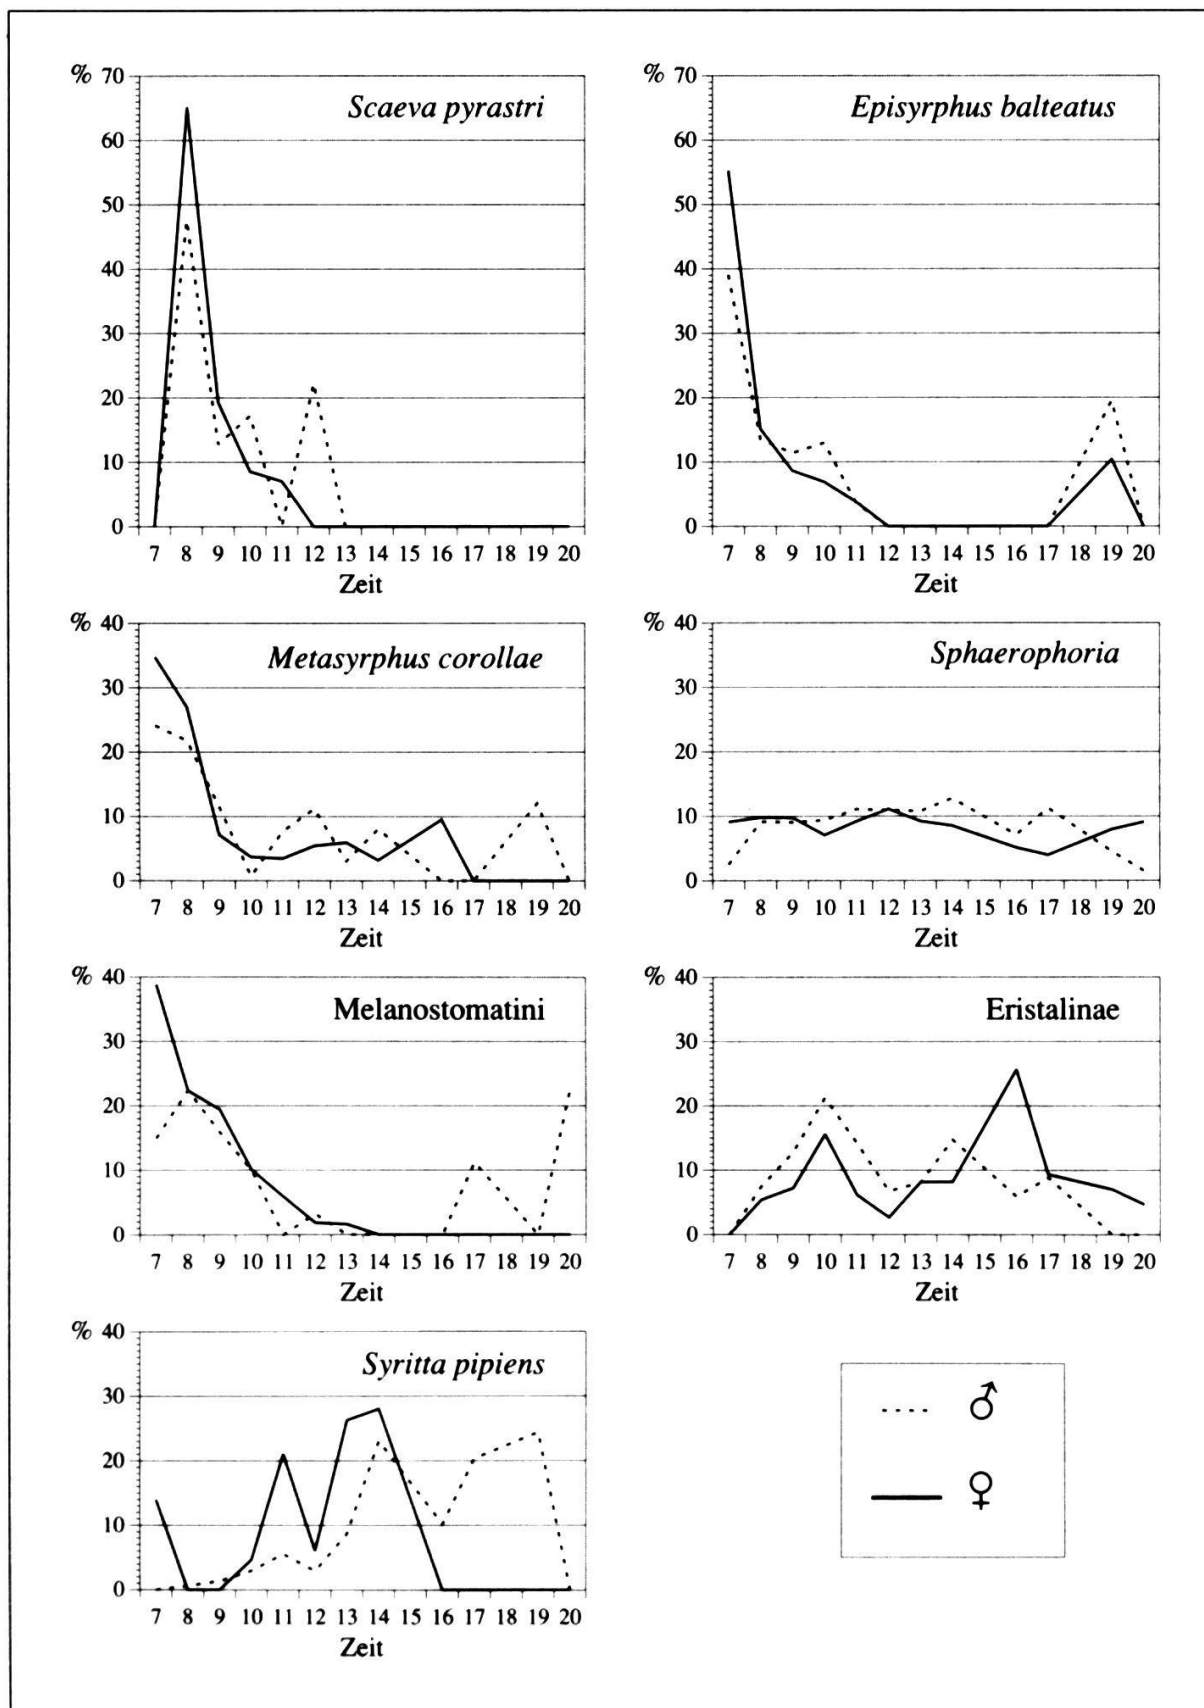 % 70
Scaeva pyrastri
60
50
40
30
20
10
0
7 8 9 10 11 12 13 14 15 16 17 18 19 20
Zeit
% 70
Episyrphus balteatus
60
50
40
30
20
10
0
7 8 9 10 11 12 13 14 15 16 17 18 19 20
Zeit
% 40
Metasyrphus corollae
30
20
10
0
7 8 9 10 11 12 13 14 15 16 17 18 19 20
Zeit
% 40
Sphaerophoria
30
20
10
0
7 8 9 10 11 12 13 14 15 16 17 18 19 20
Zeit
% 40
Melanostomatini
30
20
10
0
7 8 9 10 11 12 13 14 15 16 17 18 19 20
Zeit
% 40
Eristalinae
30
20
10
0
7 8 9 10 11 12 13 14 15 16 17 18 19 20
Zeit
% 40
Syritta pipiens
30
20
10
0
7 8 9 10 11 12 13 14 15 16 17 18 19 20
Zeit
♂
♀